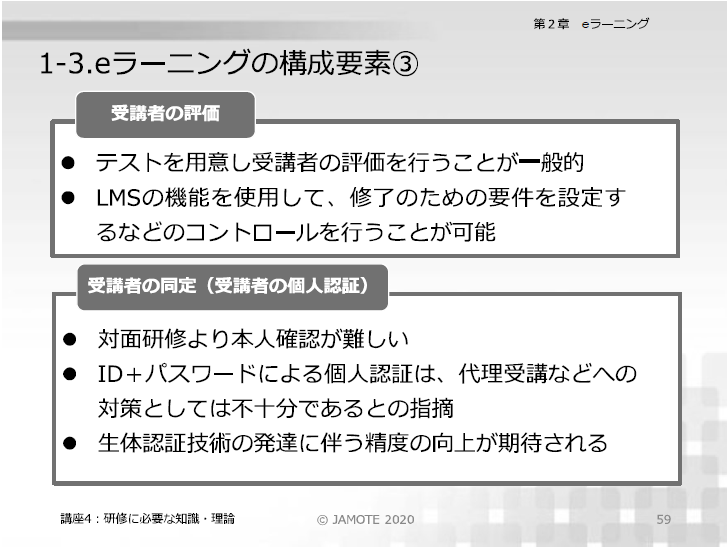 第２章　eラーニング
1-3.eラーニングの構成要素③
受講者の評価
● テストを用意し受講者の評価を行うことが一般的
● LMSの機能を使用して、修了のための要件を設定す
るなどのコントロールを行うことが可能
受講者の同定（受講者の個人認証）
● 対面研修より本人確認が難しい
● ID＋パスワードによる個人認証は、代理受講などへの
対策としては不十分であるとの指摘
● 生体認証技術の発達に伴う精度の向上が期待される
講座4：研修に必要な知識・理論
© JAMOTE 2020
59